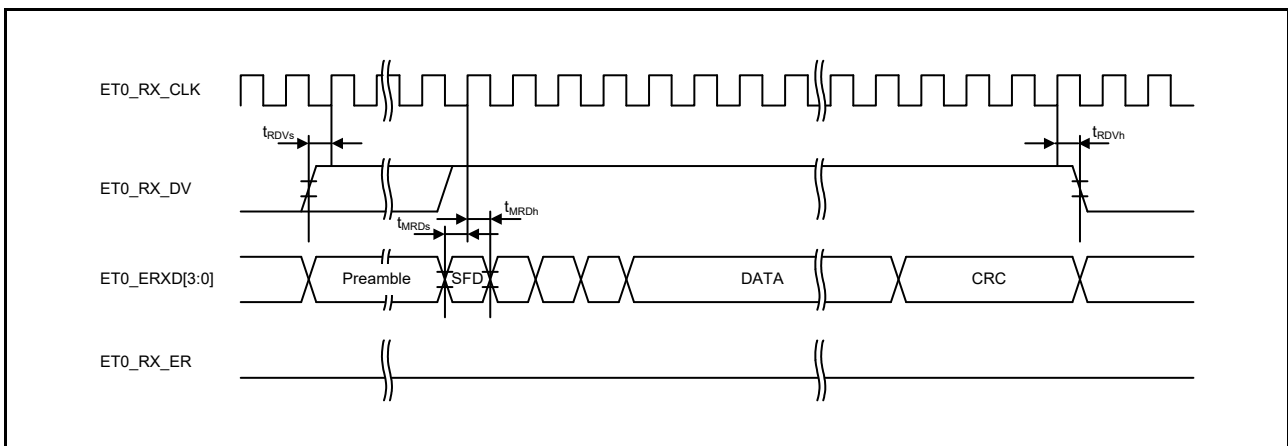 ET0_RX_CLK
tRDVs
tRDVh
ET0_RX_DV
tMRDh
tMRDs
ET0_ERXD[3:0]
Preamble
SFD
DATA
CRC
ET0_RX_ER